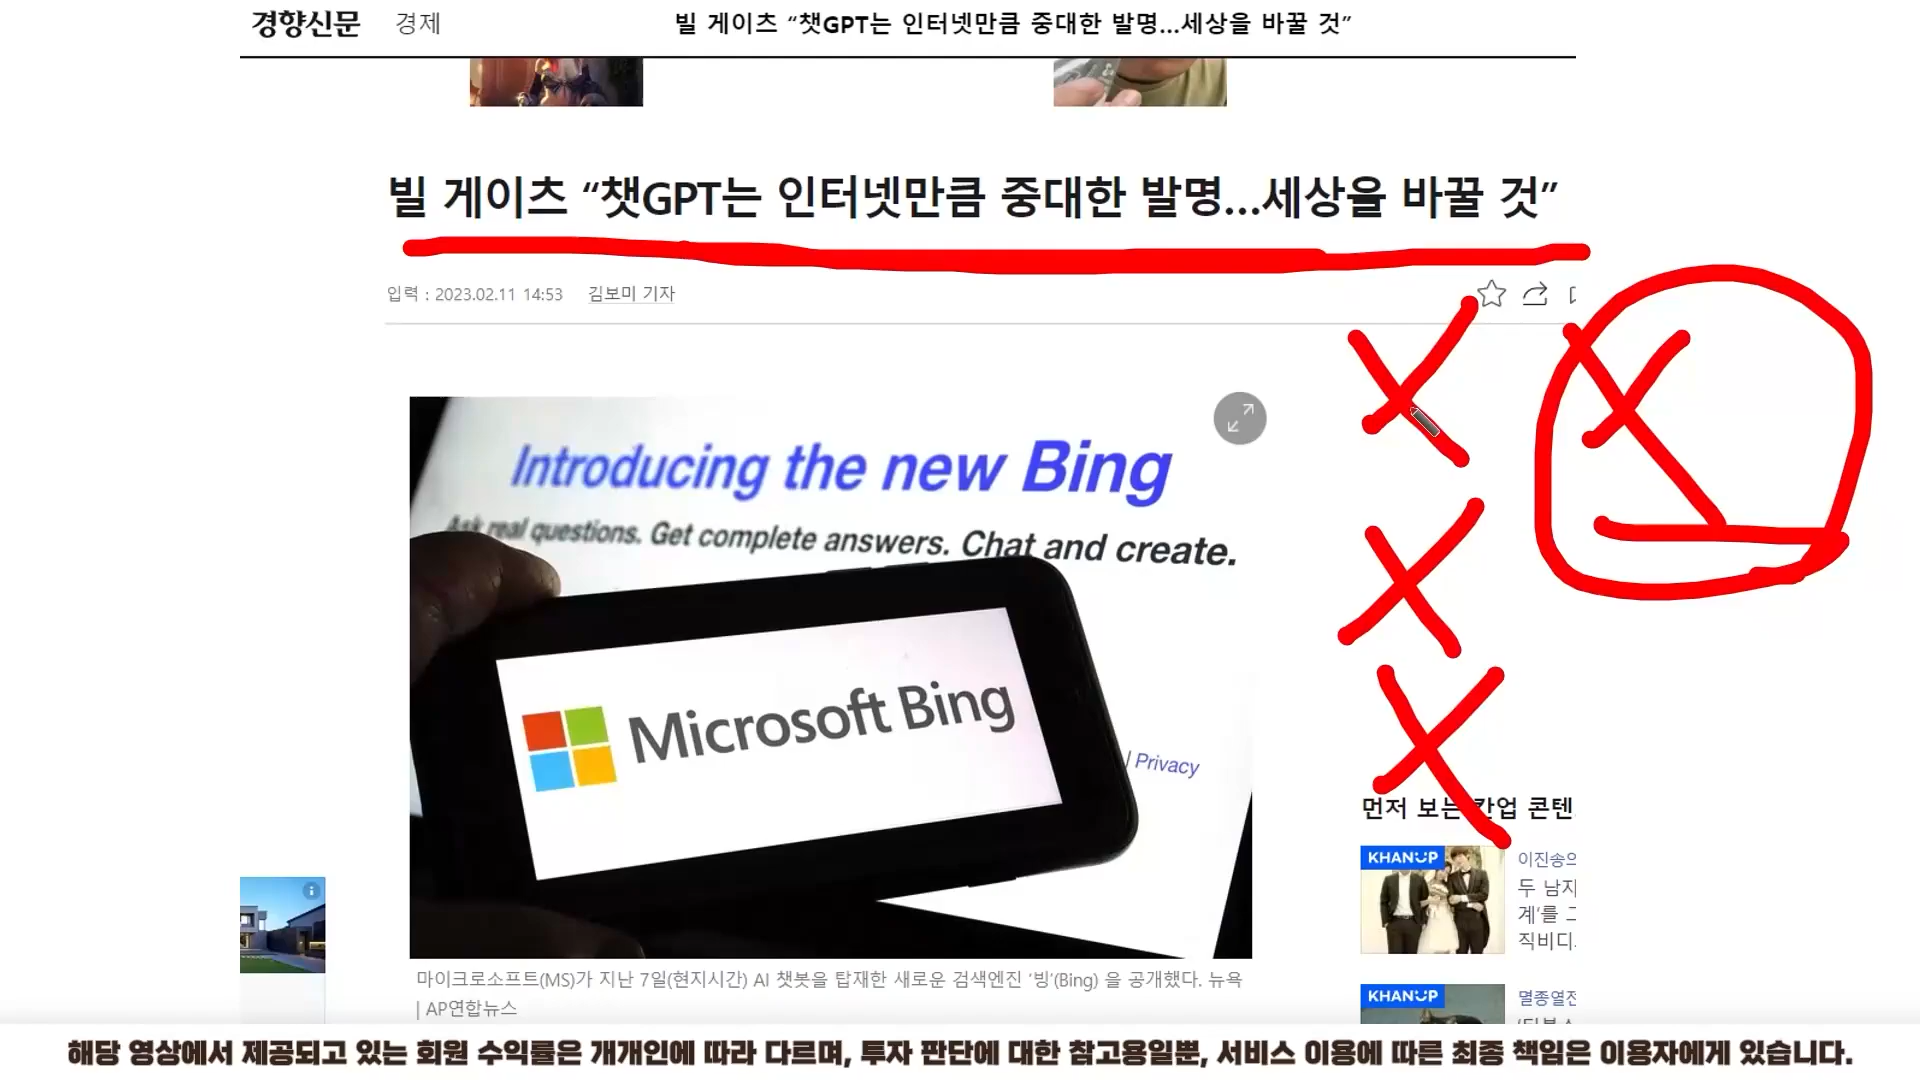 경향신문 경제 빌 게이츠 “챗GPT는 인터넷만큼 중대한 발명…세상을 바꿀 것”
빌 게이츠 “챗GPT는 인터넷만큼 중대한 발명…세상을 바꿀 것”
입력 : 2023.02.11 14:53 김보미 기자
Introducing the new Bing
Ask real questions. Get complete answers. Chat and create.
Microsoft Bing
| Privacy
마이크로소프트(MS)가 지난 7일(현지시간) AI 챗봇을 탑재한 새로운 검색엔진 ‘빙’(Bing) 을 공개했다. 뉴욕
| AP연합뉴스
먼저 보는 칸업 콘텐
KHANUP
이진송의
두 남자
계’를 그
직비디
KHANUP
멸종열전
해당 영상에서 제공되고 있는 회원 수익률은 개개인에 따라 다르며, 투자 판단에 대한 참고용일뿐, 서비스 이용에 따른 최종 책임은 이용자에게 있습니다.